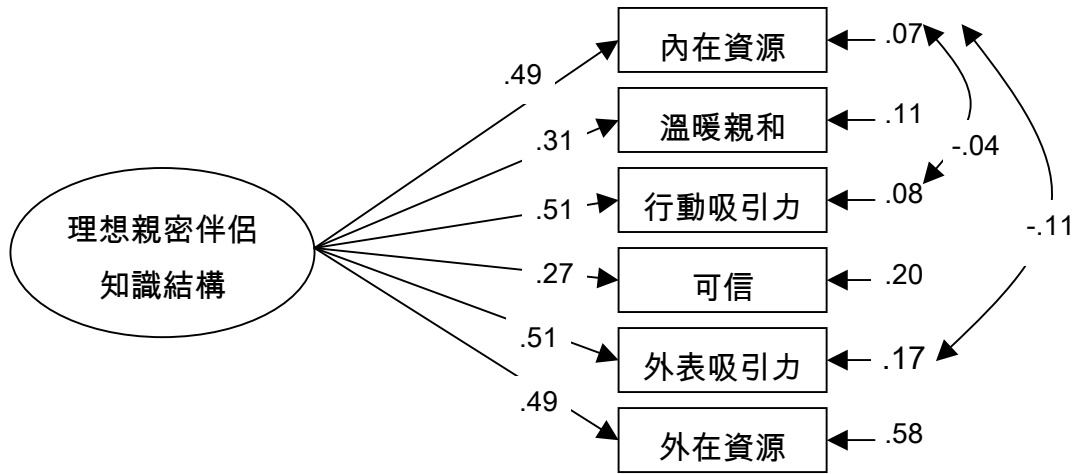 內在資源
.07
.49
溫暖親和
.11
.31
-.04
行動吸引力
.08
.51
-.11
理想親密伴侶
知識結構
.27
可信
.20
.51
外表吸引力
.17
.49
外在資源
.58